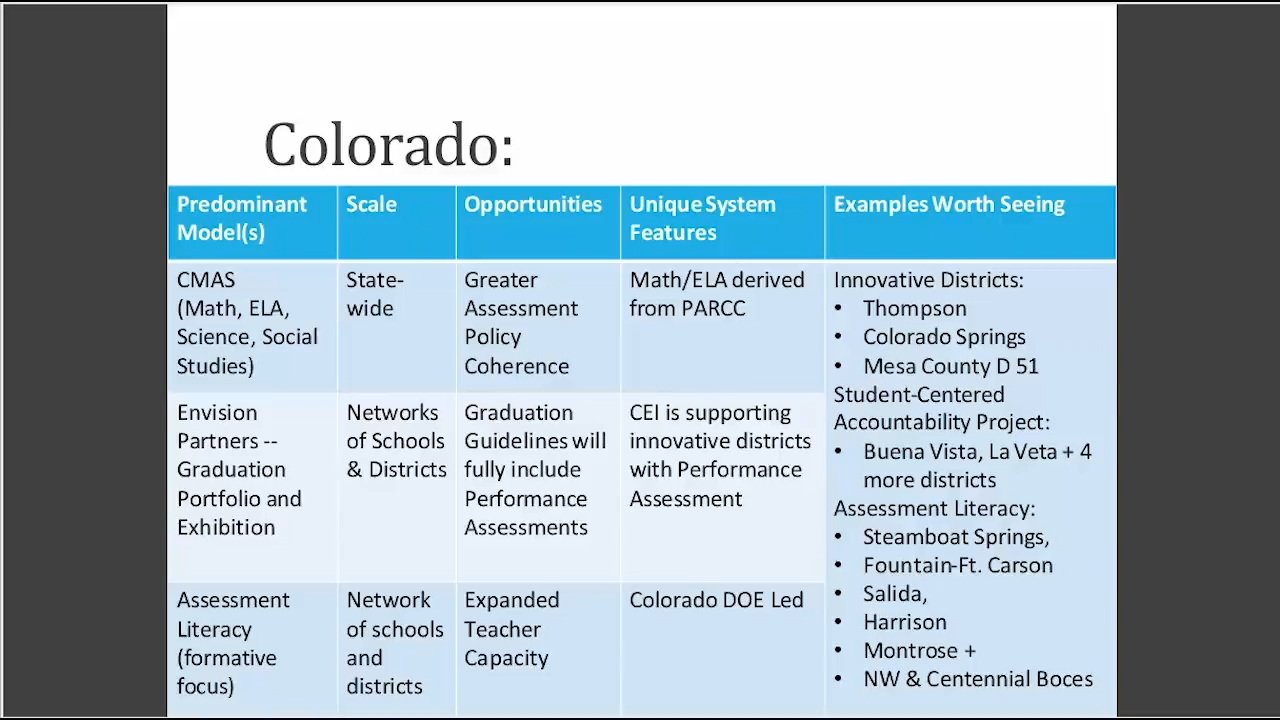 Colorado:
Predominant
Model(s)
Scale
Opportunities
Unique System
Features
Examples Worth Seeing
CMAS
(Math, ELA,
Science, Social
Studies)
State-
wide
Greater
Assessment
Policy
Coherence
Math/ELA derived
from PARCC
Innovative Districts:
• Thompson
• Colorado Springs
• Mesa County D 51
Student-Centered
Accountability Project:
• Buena Vista, La Veta + 4
more districts
Assessment Literacy:
• Steamboat Springs,
• Fountain-Ft. Carson
• Salida,
• Harrison
• Montrose +
• NW & Centennial Boces
Envision
Partners --
Graduation
Portfolio and
Exhibition
Networks
of Schools
& Districts
Graduation
Guidelines will
fully include
Performance
Assessments
CEI is supporting
innovative districts
with Performance
Assessment
Assessment
Literacy
(formative
focus)
Network
of schools
and
districts
Expanded
Teacher
Capacity
Colorado DOE Led